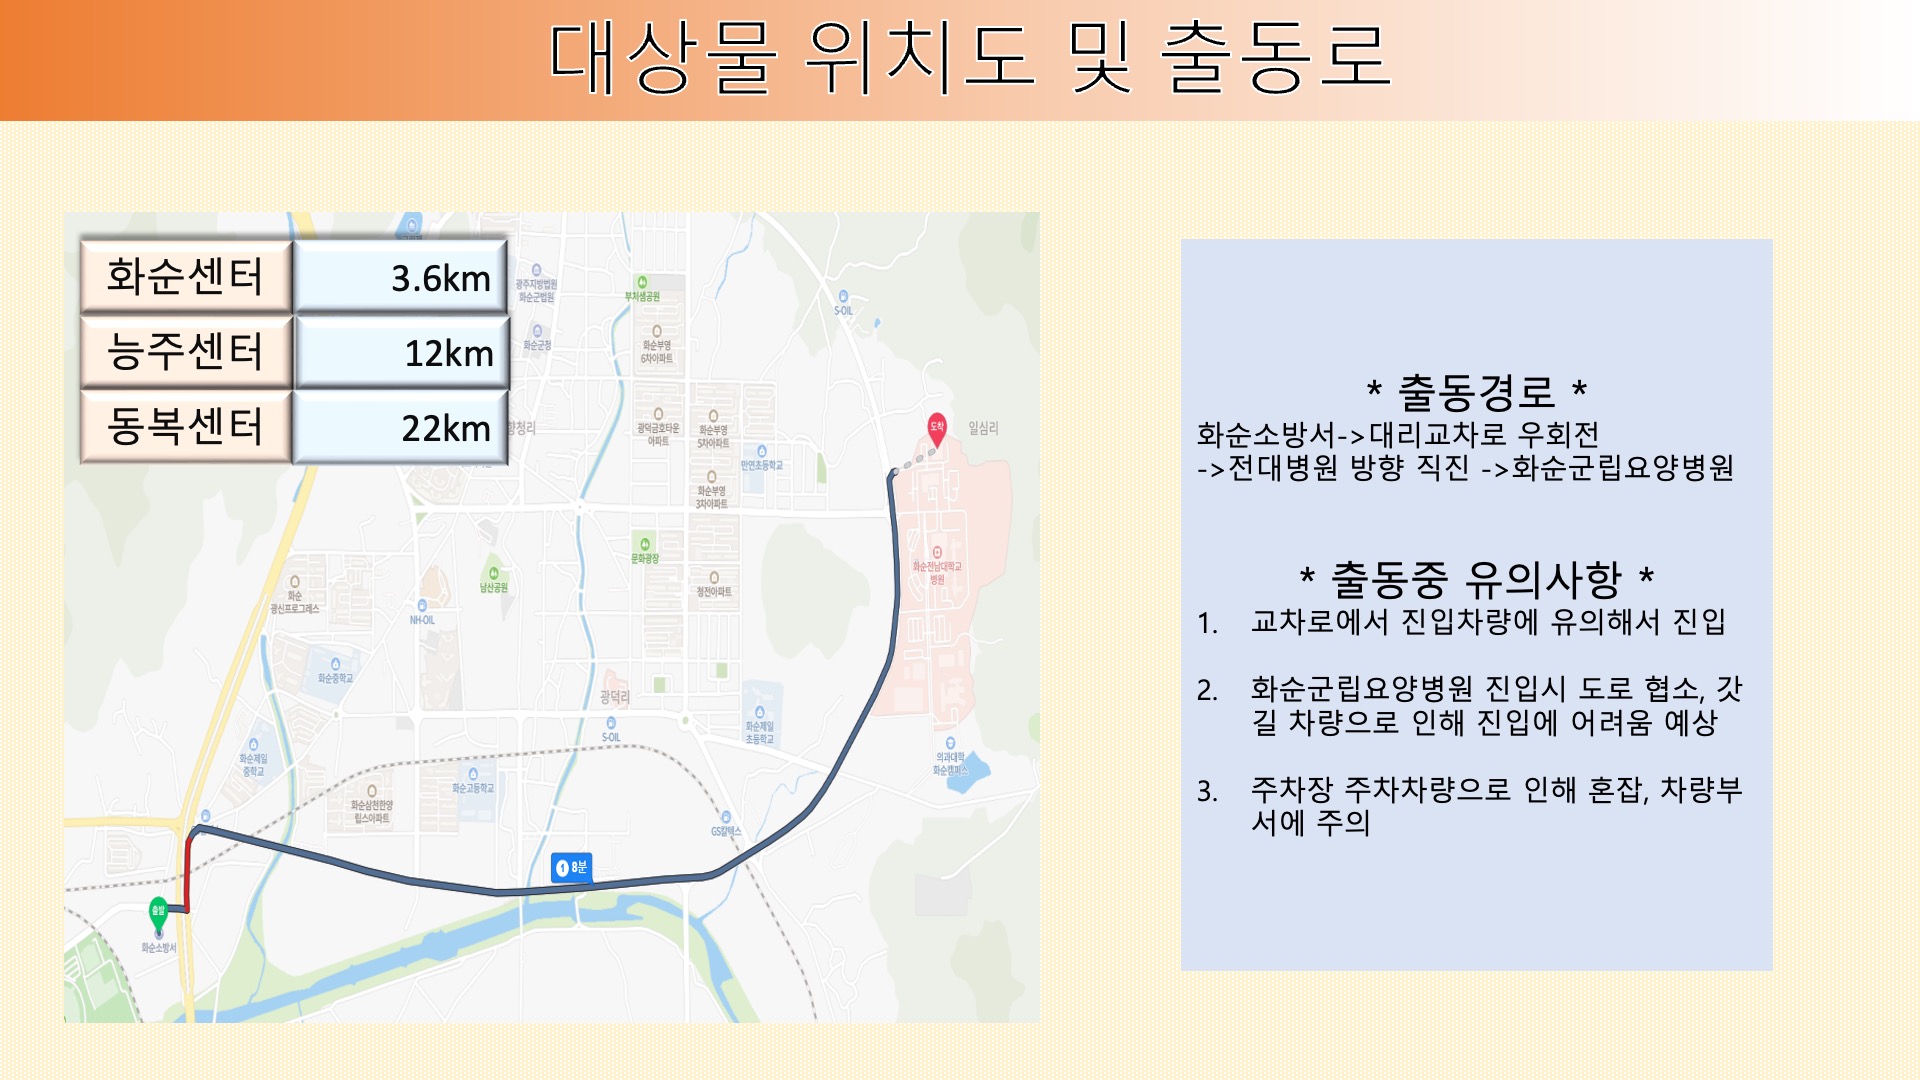 대상물 위치도 및 출동로
화순센터 3.6km
능주센터 12km
동복센터 22km
광주지방법원
화순군법원
화순군청
부처샘공원
화순부영
6차아파트
S-OIL
향청리
광덕금호타운
아파트
화순부영
5차아파트
만연초등학교
도착
일심리
화순부영
3차아파트
문화광장
화순전남대학교
병원
남산공원
청전아파트
화순
광신프로그레스
NH-OIL
화순중학교
광덕리
S-OIL
화순제일
초등학교
화순제일
중학교
의과대학
화순캠퍼스
화순고등학교
화순삼천한양
립스아파트
GS칼텍스
1 8분
출발
화순소방서
* 출동경로 *
화순소방서->대리교차로 우회전
->전대병원 방향 직진 ->화순군립요양병원
* 출동중 유의사항 *
1. 교차로에서 진입차량에 유의해서 진입
2. 화순군립요양병원 진입시 도로 협소, 갓
길 차량으로 인해 진입에 어려움 예상
3. 주차장 주차차량으로 인해 혼잡, 차량부
서에 주의